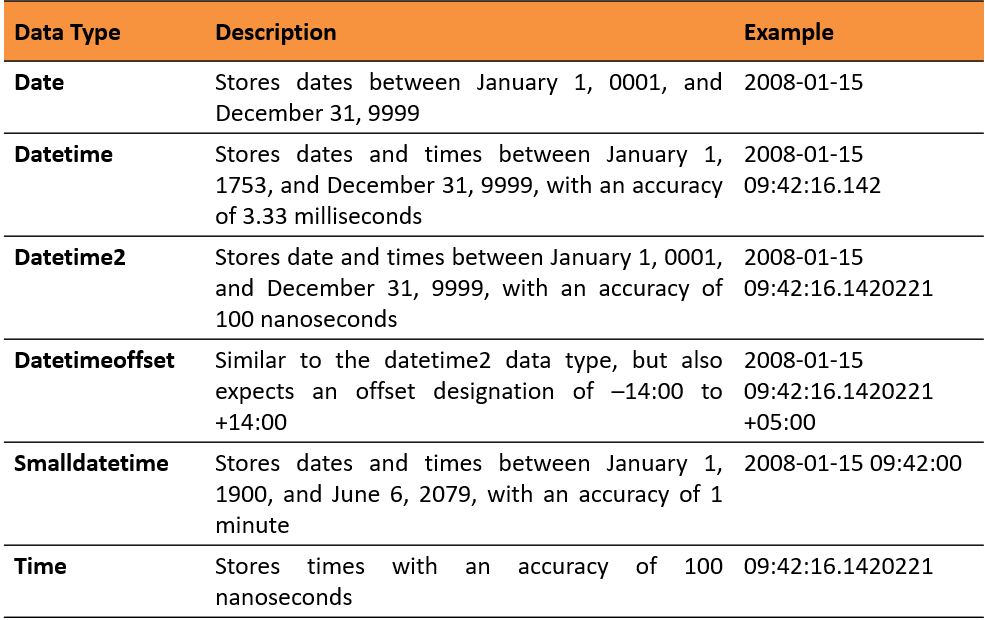 Data Type Description Example
Date Stores dates between January 1, 0001, and 2008-01-15
December 31, 9999
Datetime Stores dates and times between January 1, 2008-01-15
1753, and December 31, 9999, with an accuracy 09:42:16.142
of 3.33 milliseconds
Datetime2 Stores date and times between January 1, 0001, 2008-01-15
and December 31, 9999, with an accuracy of 09:42:16.1420221
100 nanoseconds
Datetimeoffset Similar to the datetime2 data type, but also 2008-01-15
expects an offset designation of –14:00 to 09:42:16.1420221
+14:00 +05:00
Smalldatetime Stores dates and times between January 1, 2008-01-15 09:42:00
1900, and June 6, 2079, with an accuracy of 1
minute
Time Stores times with an accuracy of 100 09:42:16.1420221
nanoseconds